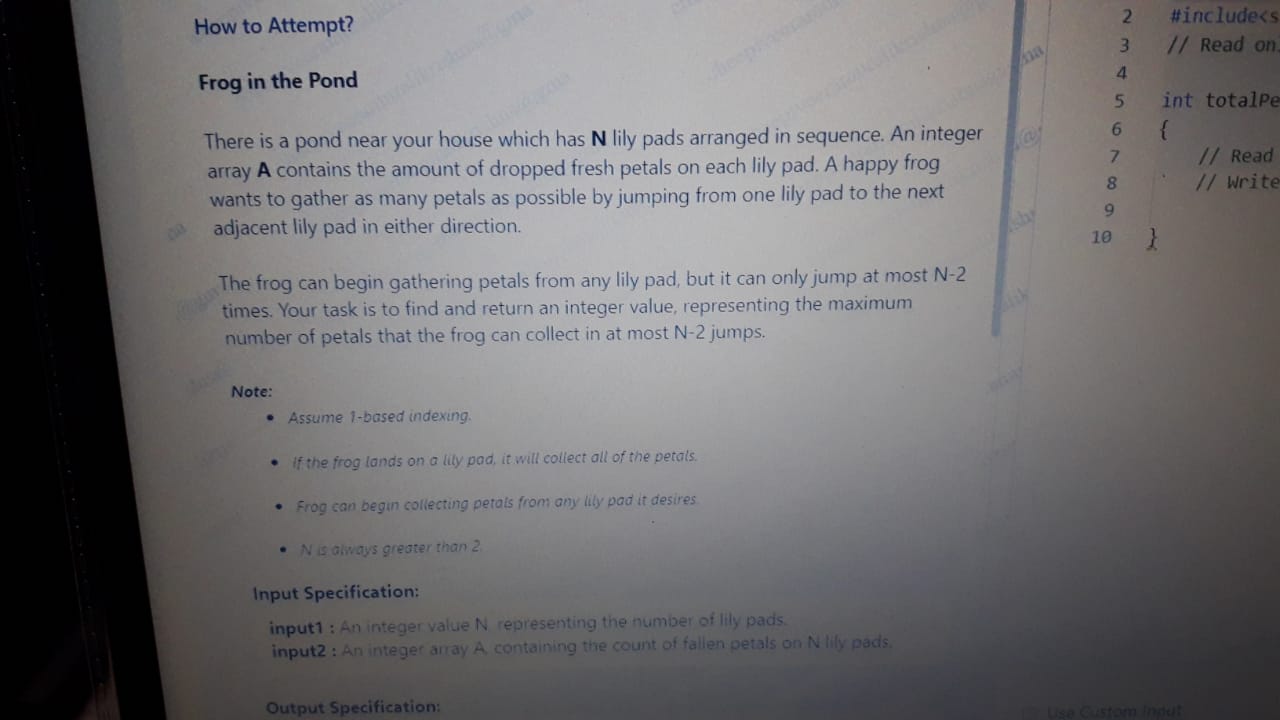 How to Attempt?
Frog in the Pond
There is a pond near your house which has N lily pads arranged in sequence. An integer
array A contains the amount of dropped fresh petals on each lily pad. A happy frog
wants to gather as many petals as possible by jumping from one lily pad to the next
adjacent lily pad in either direction.
The frog can begin gathering petals from any lily pad, but it can only jump at most N-2
times. Your task is to find and return an integer value, representing the maximum
number of petals that the frog can collect in at most N-2 jumps.
Note:
• Assume 1-based indexing.
• If the frog lands on a lily pad, it will collect all of the petals.
• Frog can begin collecting petals from any lily pad it desires.
• N is always greater than 2.
Input Specification:
input1 : An integer value N, representing the number of lily pads.
input2 : An integer array A, containing the count of fallen petals on N lily pads.
Output Specification:
2 #include<s
3 // Read on
4
5 int totalPe
6 {
7 // Read
8 // Write
9
10 }
Use Custom Input